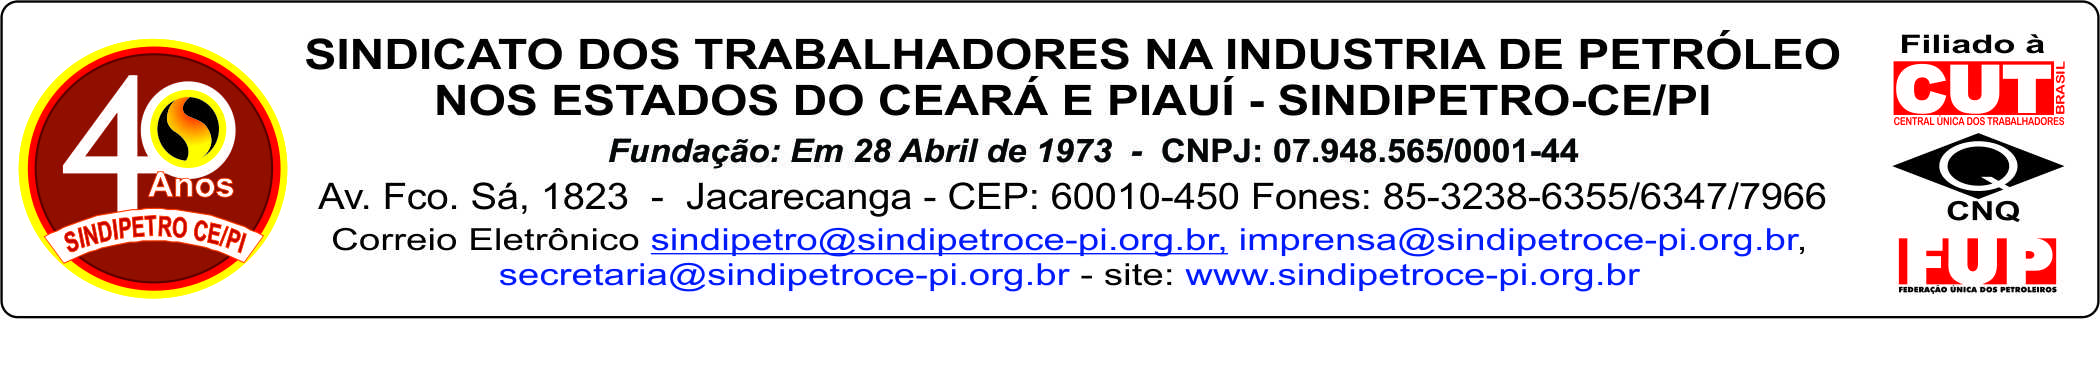 40
Anos
SINDIPETRO CE/PI
SINDICATO DOS TRABALHADORES NA INDUSTRIA DE PETRÓLEO
NOS ESTADOS DO CEARÁ E PIAUÍ - SINDIPETRO-CE/PI
Fundação: Em 28 Abril de 1973 - CNPJ: 07.948.565/0001-44
Av. Fco. Sá, 1823 - Jacarecanga - CEP: 60010-450 Fones: 85-3238-6355/6347/7966
Correio Eletrônico sindipetro@sindipetroce-pi.org.br, imprensa@sindipetroce-pi.org.br,
secretaria@sindipetroce-pi.org.br - site: www.sindipetroce-pi.org.br
Filiado à
CUT BRASIL
CENTRAL ÚNICA DOS TRABALHADORES
CNQ
FUP
FEDERAÇÃO ÚNICA DOS PETROLEIROS